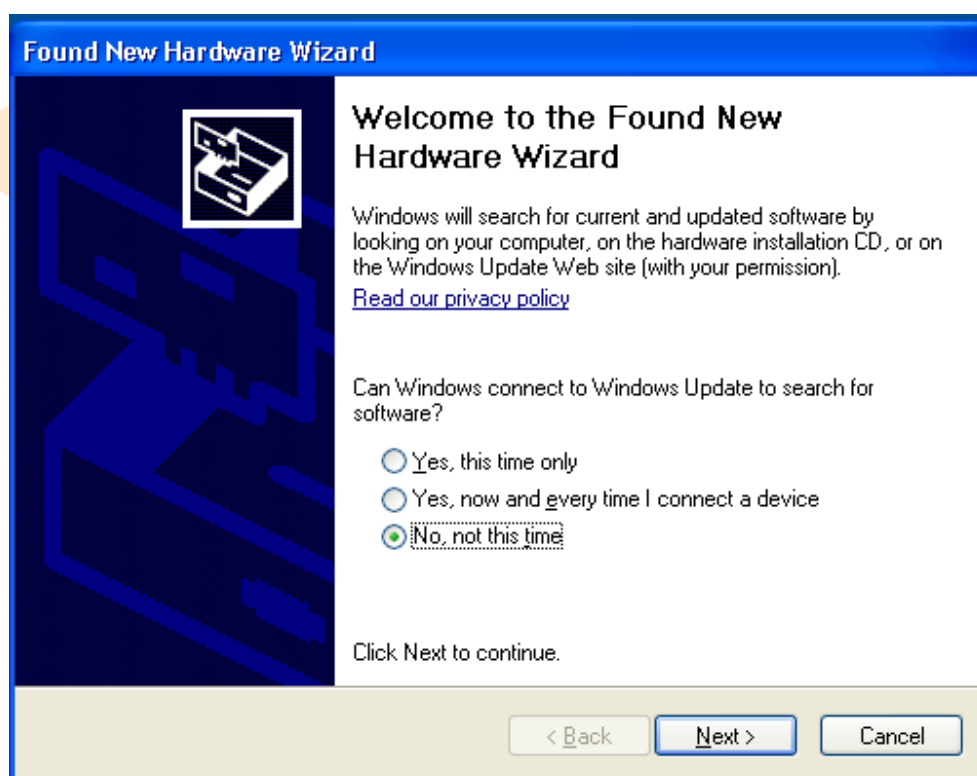 Found New Hardware Wizard
Welcome to the Found New
Hardware Wizard
Windows will search for current and updated software by
looking on your computer, on the hardware installation CD, or on
the Windows Update Web site (with your permission).
Read our privacy policy
Can Windows connect to Windows Update to search for
software?
Yes, this time only
Yes, now and every time I connect a device
No, not this time
Click Next to continue.
< Back
Next >
Cancel